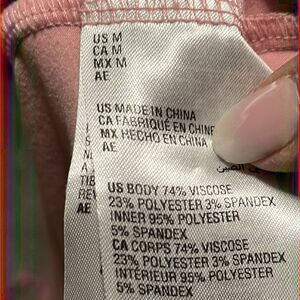 US M
CA M
MX M
AE
US MADE IN CHINA
CA FABRIQUÉ EN CHINE
MX HECHO EN CHINA
AE
US BODY 74% VISCOSE
23% POLYESTER 3% SPANDEX
INNER 95% POLYESTER
5% SPANDEX
CA CORPS 74% VISCOSE
23% POLYESTER 3% SPANDEX
INTÉRIEUR 95% POLYESTER
5% SPANDEX